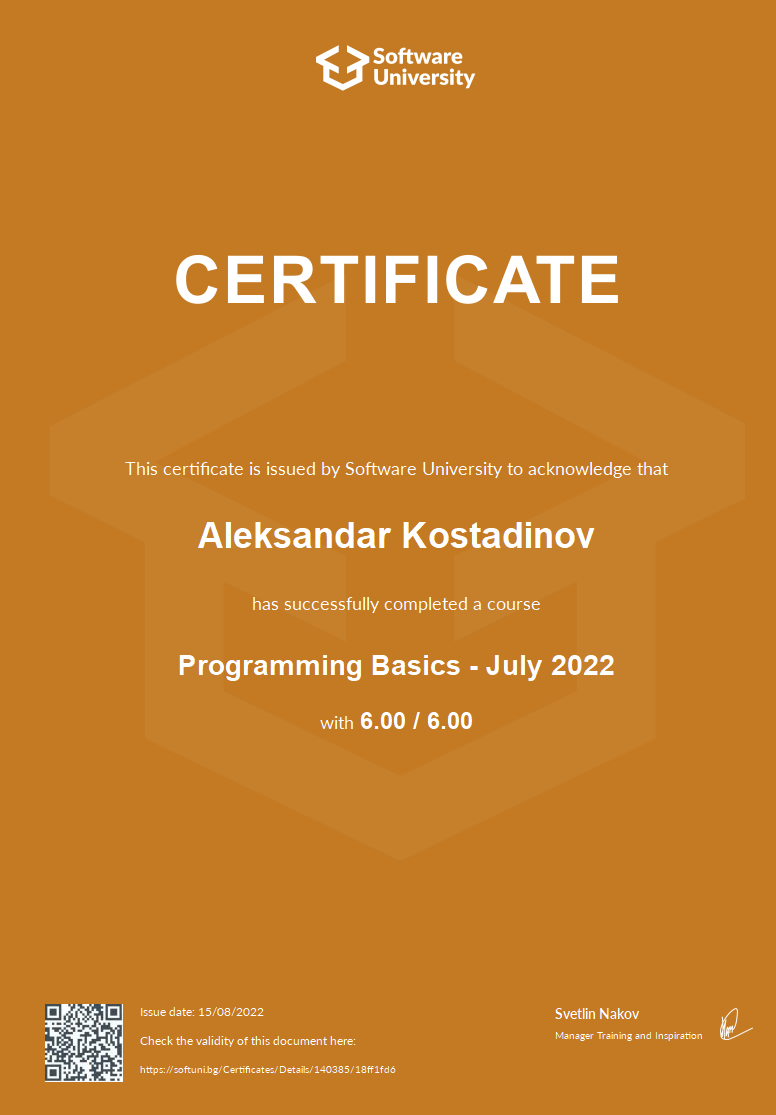 Software
University
CERTIFICATE
This certificate is issued by Software University to acknowledge that
Aleksandar Kostadinov
has successfully completed a course
Programming Basics - July 2022
with 6.00 / 6.00
Issue date: 15/08/2022
Check the validity of this document here:
https://softuni.bg/Certificates/Details/140385/18ff1fd6
Svetlin Nakov
Manager Training and Inspiration